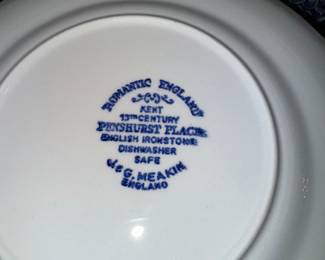 ROMANTIC ENGLAND
KENT
13TH CENTURY
PENSHURST PLACE
ENGLISH IRONSTONE
DISHWASHER
SAFE
J & G. MEAKIN
ENGLAND